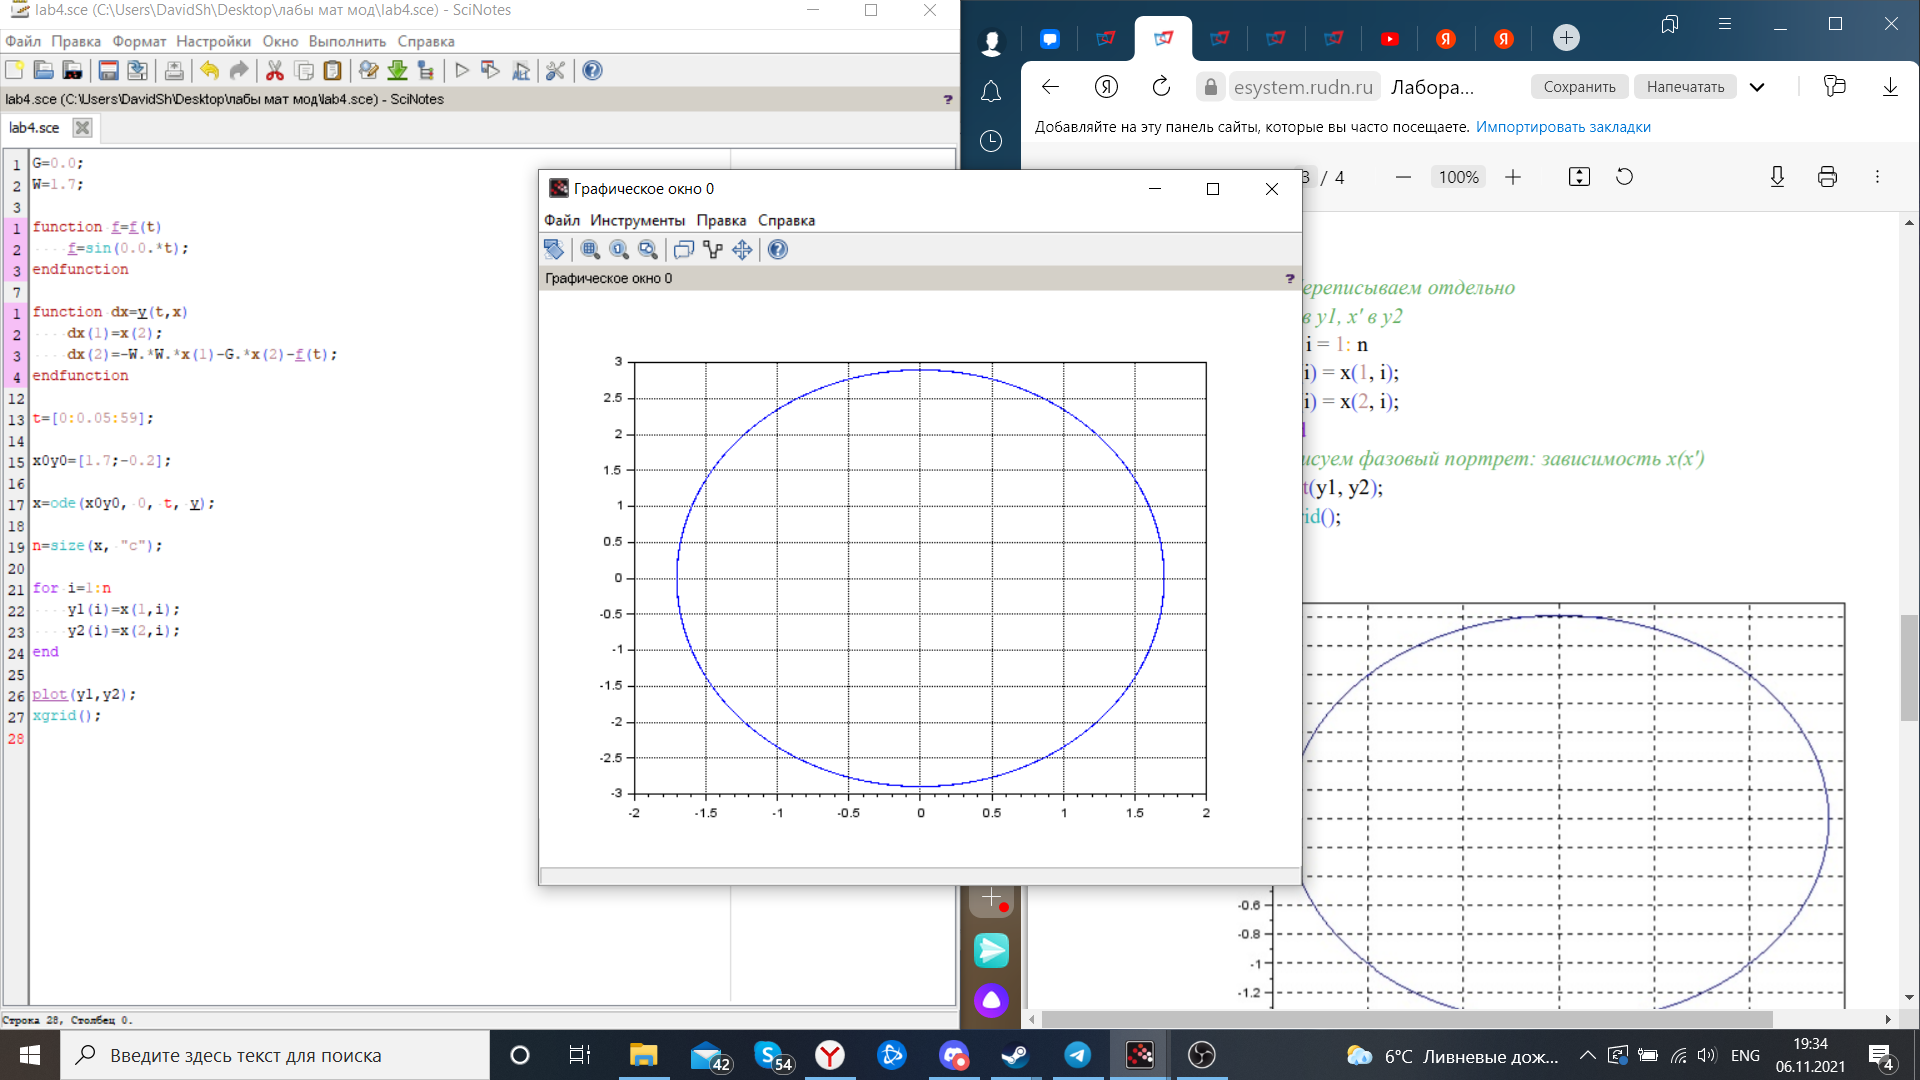 lab4.sce (C:\Users\DavidSh\Desktop\лабы мат мод\lab4.sce) - SciNotes
Файл Правка Формат Настройки Окно Выполнить Справка
lab4.sce (C:\Users\DavidSh\Desktop\лабы мат мод\lab4.sce) - SciNotes ?
lab4.sce
1 G=0.0;
2 W=1.7;
3
1 function f=f(t)
2 f=sin(0.0.*t);
3 endfunction
7
1 function dx=y(t,x)
2 dx(1)=x(2);
3 dx(2)=-W.*W.*x(1)-G.*x(2)-f(t);
4 endfunction
12
13 t=[0:0.05:59];
14
15 x0y0=[1.7;-0.2];
16
17 x=ode(x0y0, 0, t, y);
18
19 n=size(x, "c");
20
21 for i=1:n
22 y1(i)=x(1,i);
23 y2(i)=x(2,i);
24 end
25
26 plot(y1,y2);
27 xgrid();
28
Строка 28, Столбец 0.
Графическое окно 0
Файл Инструменты Правка Справка
Графическое окно 0 ?
3
2.5
2
1.5
1
0.5
0
-0.5
-1
-1.5
-2
-2.5
-3
-2 -1.5 -1 -0.5 0 0.5 1 1.5 2
esystem.rudn.ru Лабора... Сохранить Напечатать
Добавляйте на эту панель сайты, которые вы часто посещаете. Импортировать закладки
3 / 4 100%
ереписываем отдельно
в y1, x' в y2
i = 1: n
i) = x(1, i);
i) = x(2, i);
исуем фазовый портрет: зависимость x(x')
t(y1, y2);
rid();
-0.6
-0.8
-1
-1.2
Введите здесь текст для поиска
42
54
6°C Ливневые дож...
ENG
19:34
06.11.2021
4